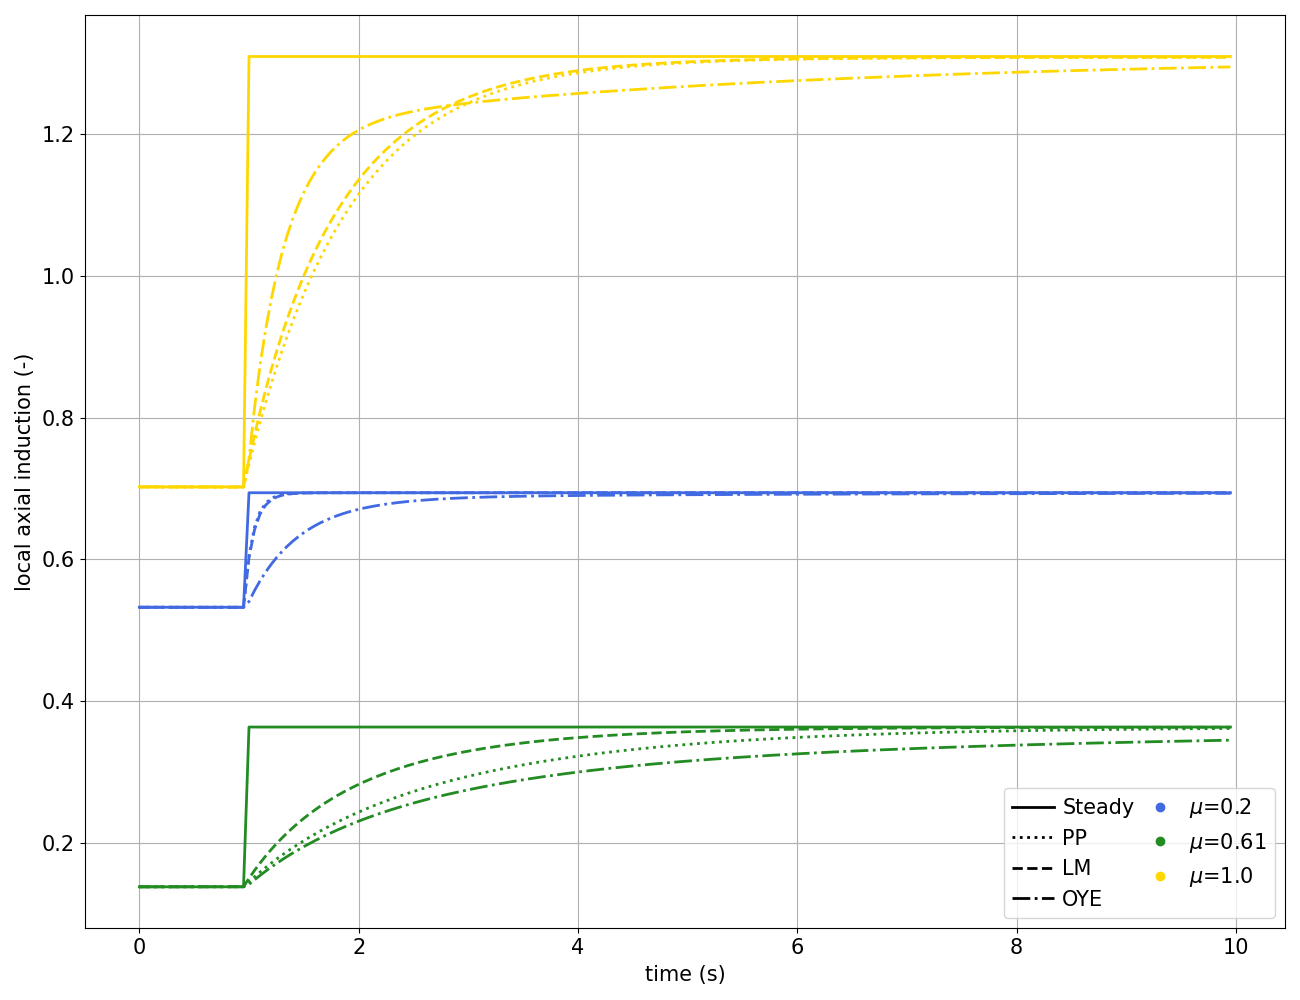 local axial induction (-)
1.2
1.0
0.8
0.6
0.4
0.2
0 2 4 6 8 10
time (s)
Steady
PP
LM
OYE
μ=0.2
μ=0.61
μ=1.0